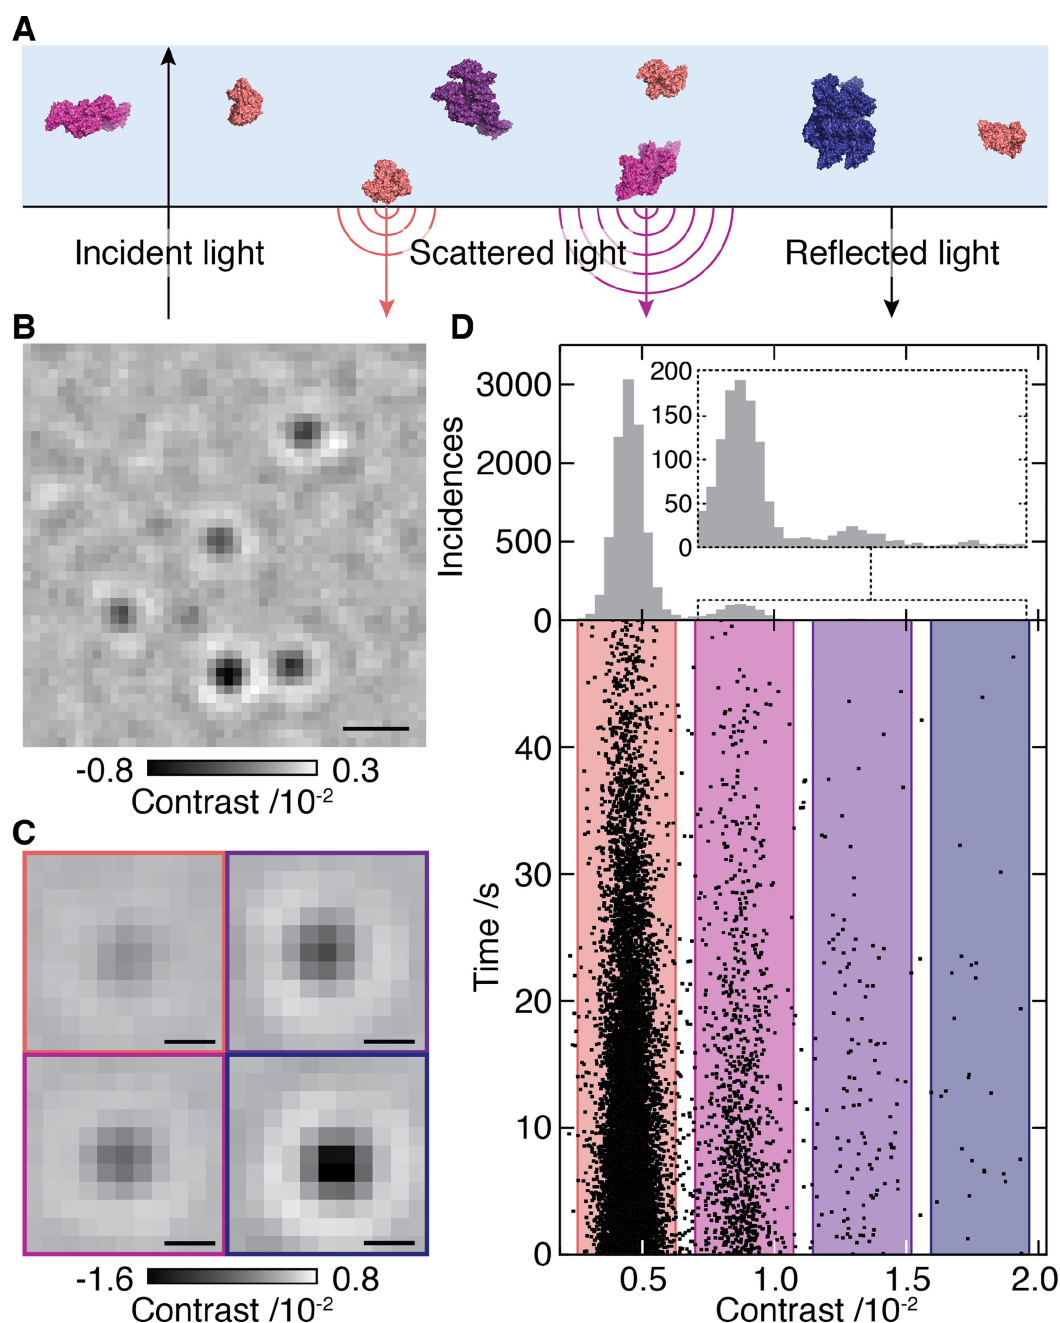 A
Incident light
Scattered light
Reflected light
B
-0.8
0.3
Contrast /10-2
C
-1.6
0.8
Contrast /10-2
D
Incidences
3000
2000
500
0
200
150
100
50
0
Time /s
40
30
20
10
0
0.5
1.0
1.5
2.0
Contrast /10-2